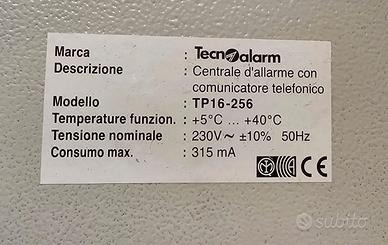 Marca : Tecnoalarm
Descrizione : Centrale d'allarme con
comunicatore telefonico
Modello : TP16-256
Temperature funzion. : +5°C ... +40°C
Tensione nominale : 230V~ ±10% 50Hz
Consumo max. : 315 mA
CE
subito